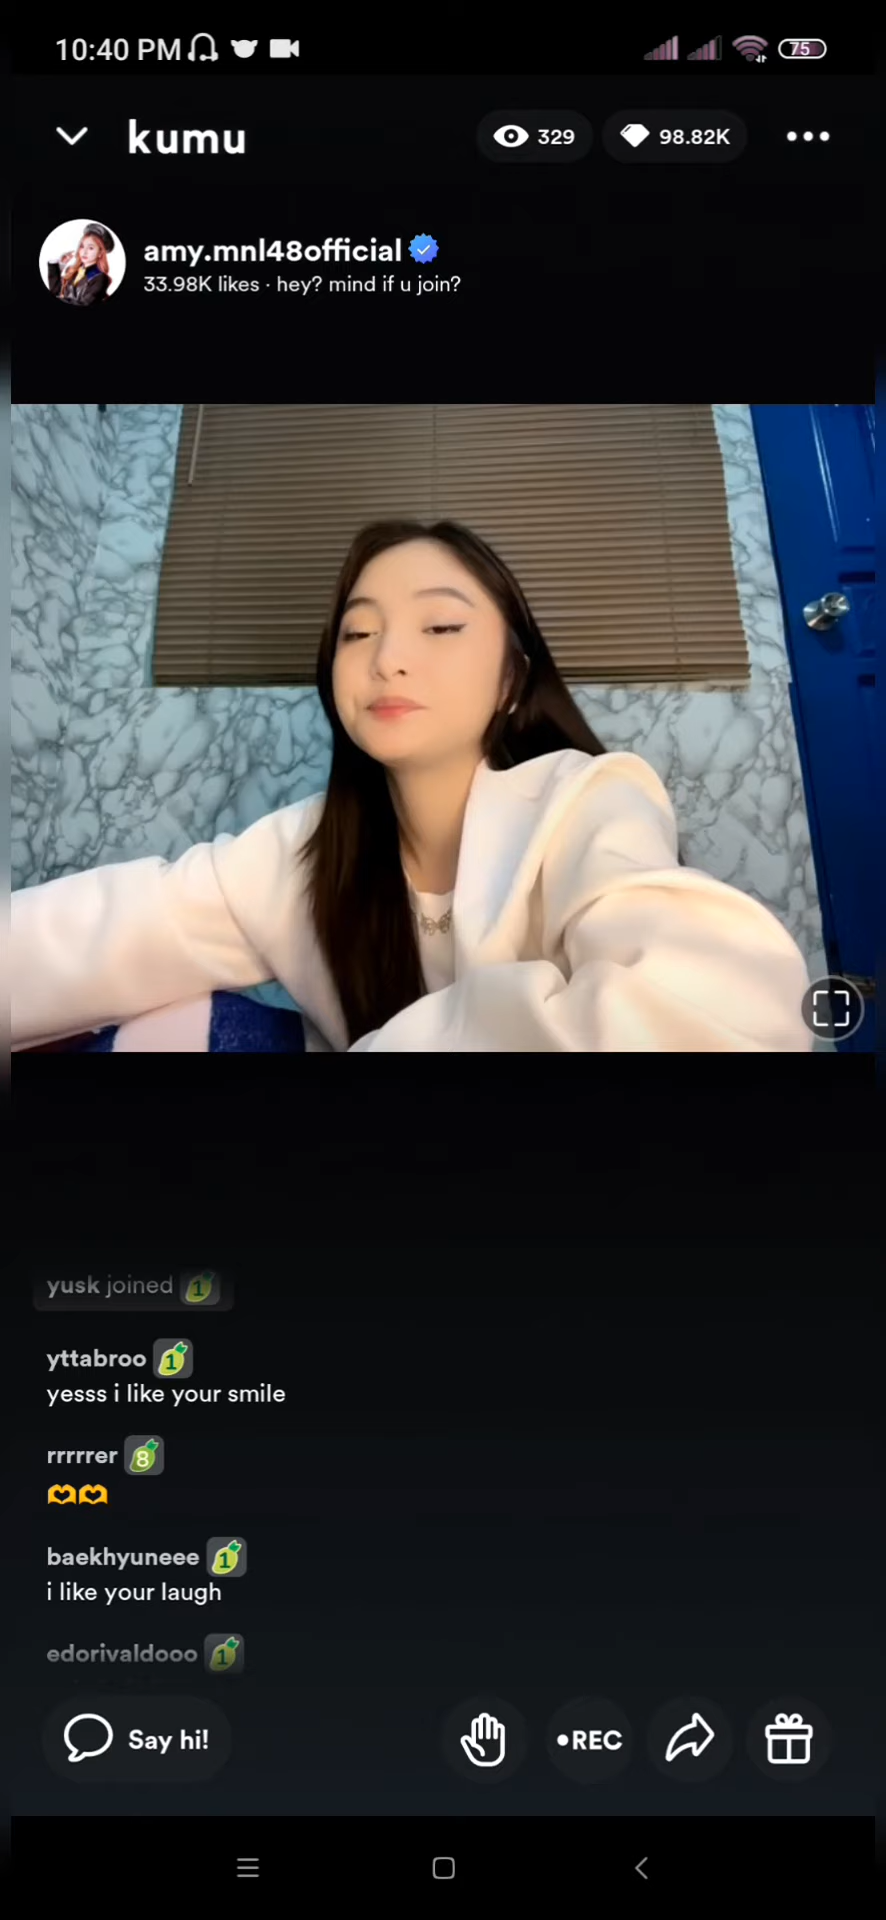 10:40 PM 75
kumu 329 98.82K
amy.mnl48official
33.98K likes · hey? mind if u join?
yusk joined 1
yttabroo 1
yesss i like your smile
rrrrrer 8
🫶🫶
baekhyuneee 1
i like your laugh
edorivaldooo 1
Say hi! •REC